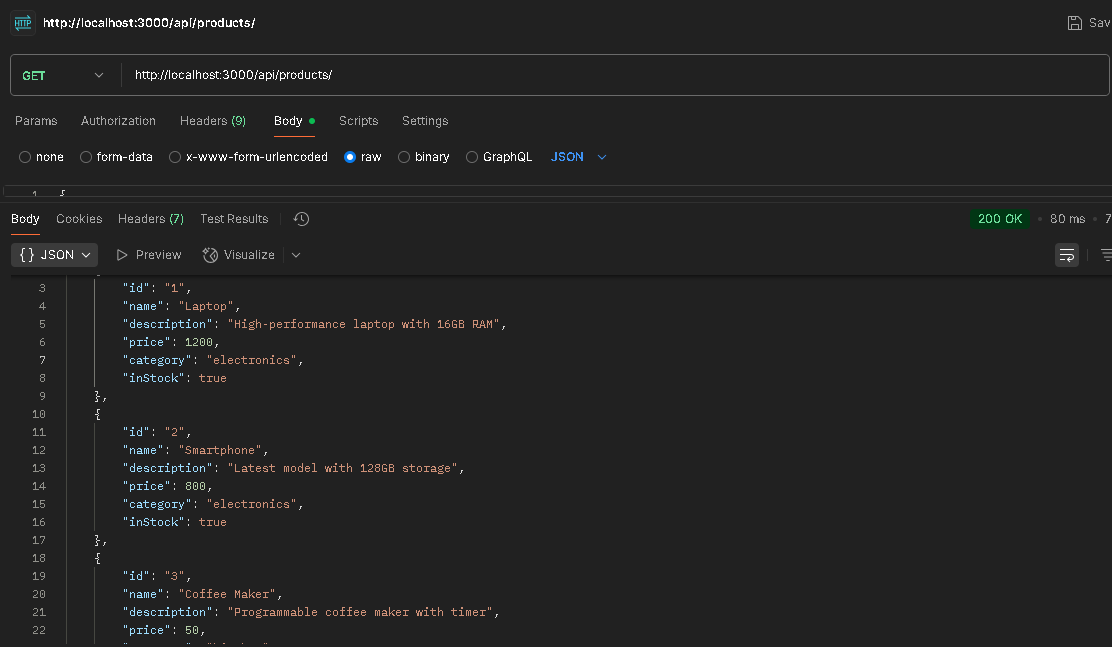 HTTP http://localhost:3000/api/products/ Sav
GET http://localhost:3000/api/products/
Params Authorization Headers (9) Body Scripts Settings
none form-data x-www-form-urlencoded raw binary GraphQL JSON
1 {
Body Cookies Headers (7) Test Results 200 OK 80 ms 7
{} JSON Preview Visualize
3 "id": "1",
4 "name": "Laptop",
5 "description": "High-performance laptop with 16GB RAM",
6 "price": 1200,
7 "category": "electronics",
8 "inStock": true
9 },
10 {
11 "id": "2",
12 "name": "Smartphone",
13 "description": "Latest model with 128GB storage",
14 "price": 800,
15 "category": "electronics",
16 "inStock": true
17 },
18 {
19 "id": "3",
20 "name": "Coffee Maker",
21 "description": "Programmable coffee maker with timer",
22 "price": 50,